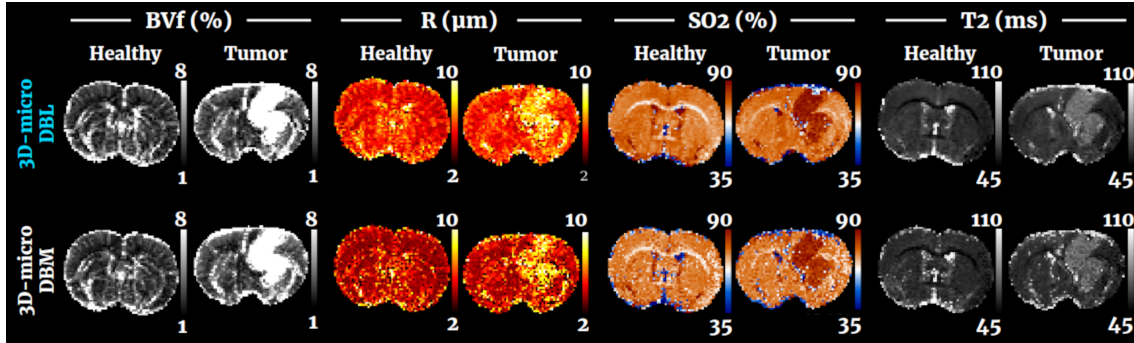 BVf (%) R (µm) SO2 (%) T2 (ms)
Healthy Tumor Healthy Tumor Healthy Tumor Healthy Tumor
3D-micro
DBL
8 8 10 10 90 90 110 110
1 1 2 2 35 35 45 45
3D-micro
DBM
8 8 10 10 90 90 110 110
1 1 2 2 35 35 45 45